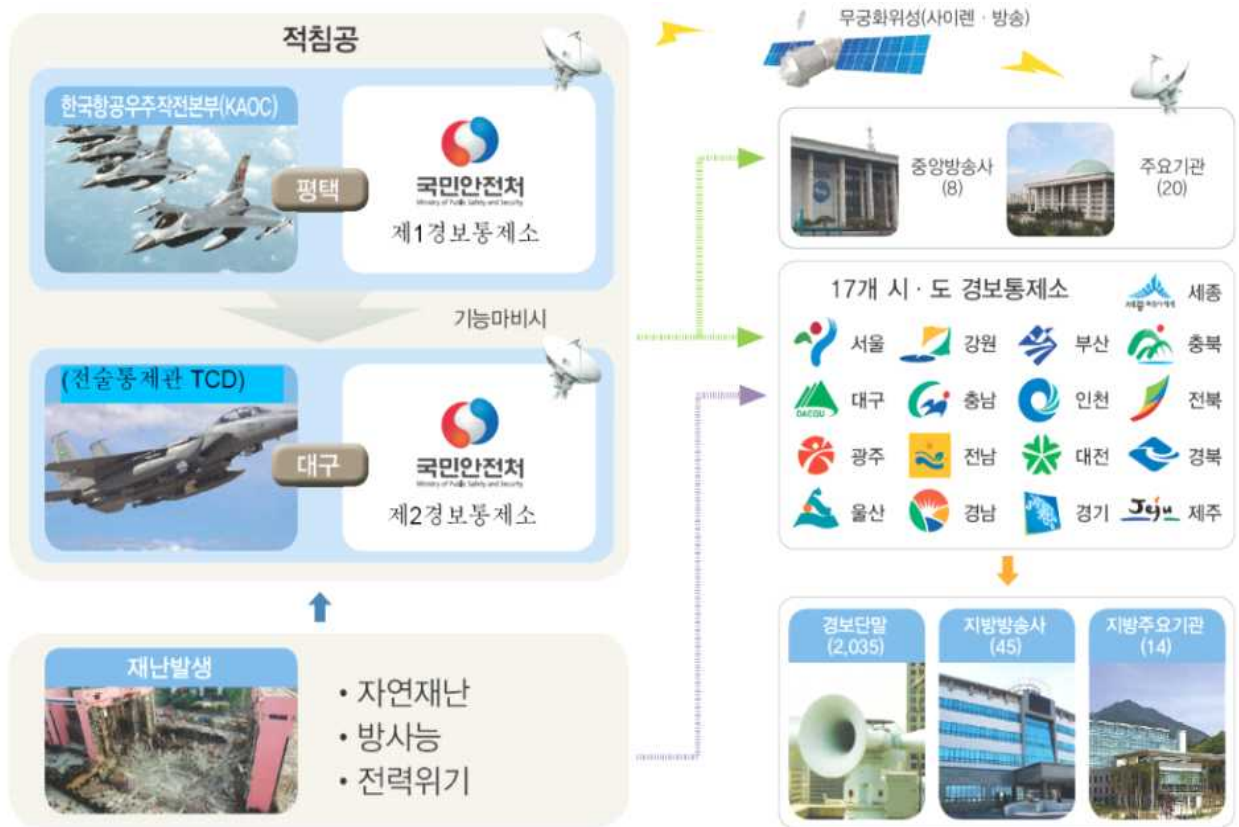 적침공
무궁화위성(사이렌 · 방송)
한국항공우주작전본부(KAOC)
평택
국민안전처
Ministry of Public Safety and Security
제1경보통제소
기능마비시
(전술통제관 TCD)
대구
국민안전처
Ministry of Public Safety and Security
제2경보통제소
재난발생
• 자연재난
• 방사능
• 전력위기
중앙방송사
(8)
주요기관
(20)
17개 시 · 도 경보통제소
세종
서울
강원
부산
충북
DAEGU
대구
충남
인천
전북
광주
전남
대전
경북
울산
경남
경기
Jeju
제주
경보단말
(2,035)
지방방송사
(45)
지방주요기관
(14)